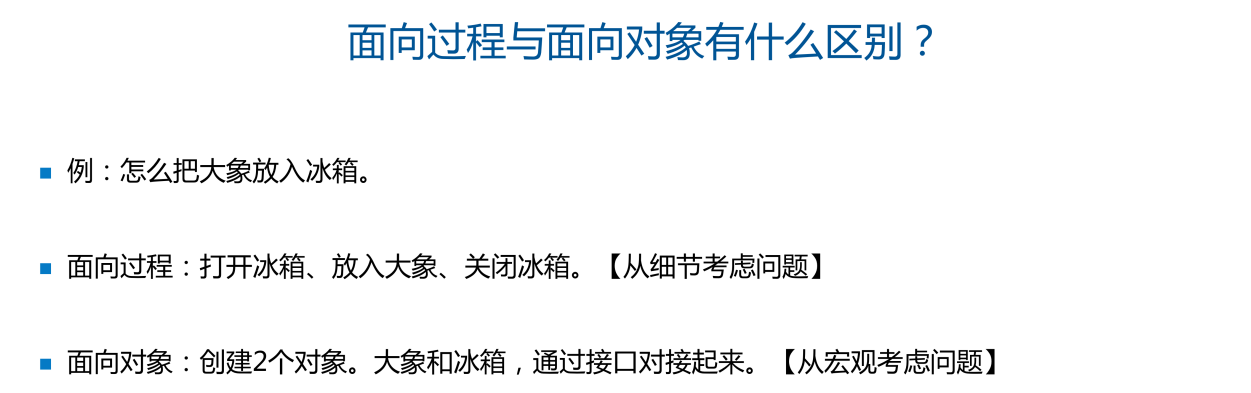 面向过程与面向对象有什么区别？
例：怎么把大象放入冰箱。
面向过程：打开冰箱、放入大象、关闭冰箱。【从细节考虑问题】
面向对象：创建2个对象。大象和冰箱，通过接口对接起来。【从宏观考虑问题】